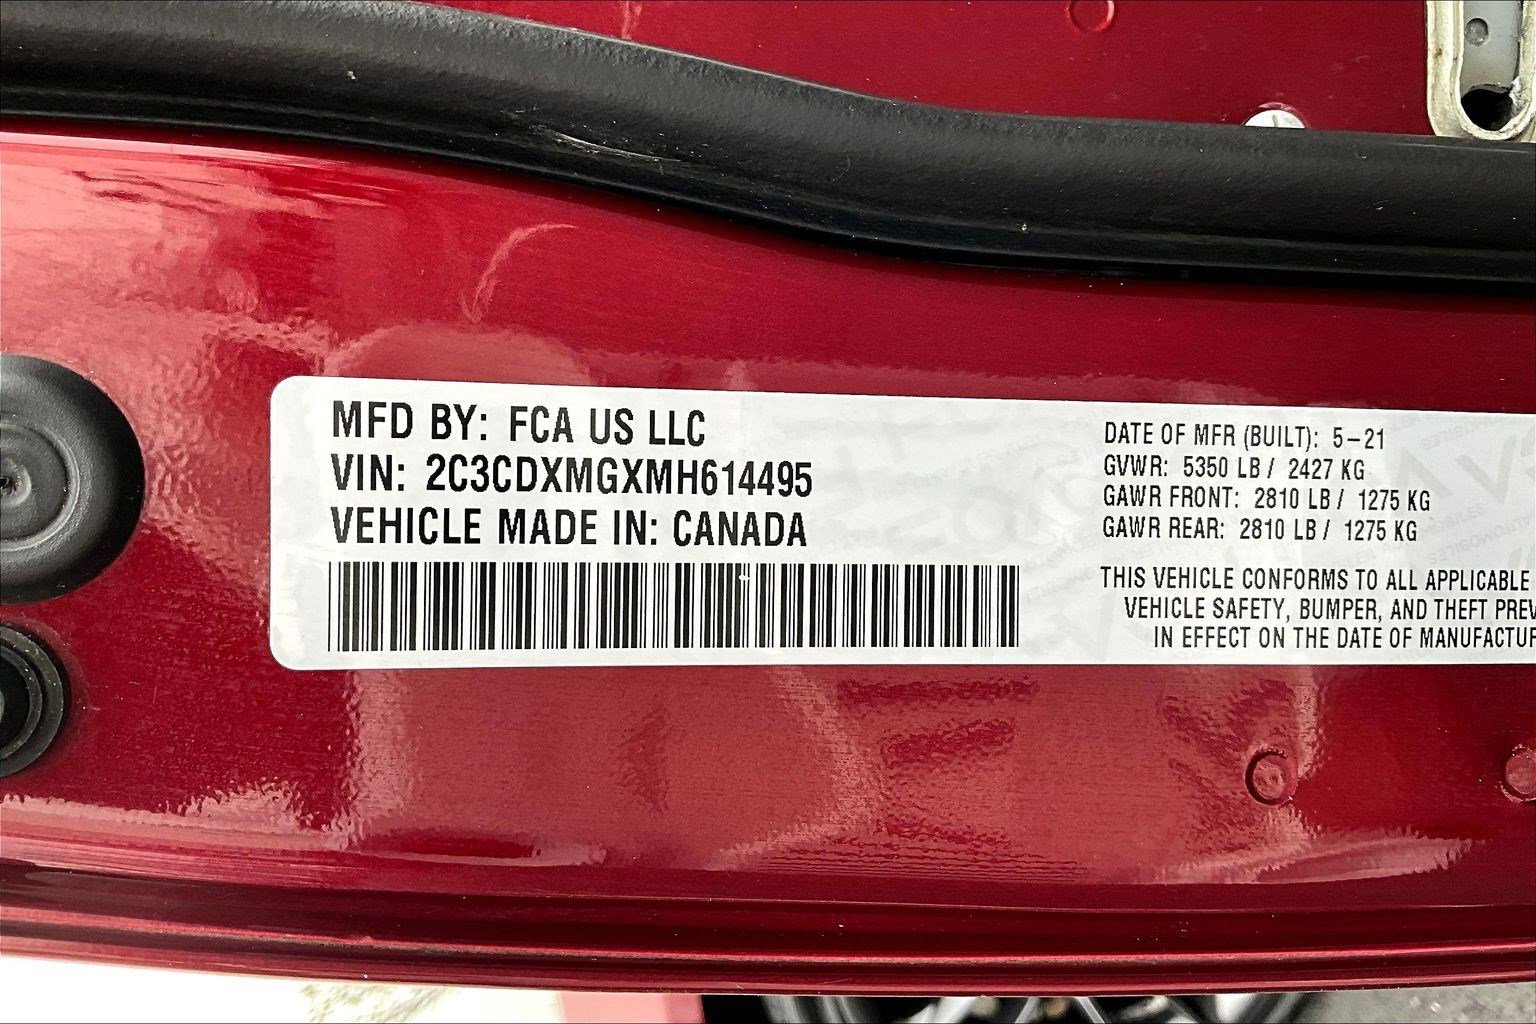 MFD BY: FCA US LLC
VIN: 2C3CDXMGXMH614495
VEHICLE MADE IN: CANADA
DATE OF MFR (BUILT): 5-21
GVWR: 5350 LB / 2427 KG
GAWR FRONT: 2810 LB / 1275 KG
GAWR REAR: 2810 LB / 1275 KG
THIS VEHICLE CONFORMS TO ALL APPLICABLE
VEHICLE SAFETY, BUMPER, AND THEFT
IN EFFECT ON THE DATE OF